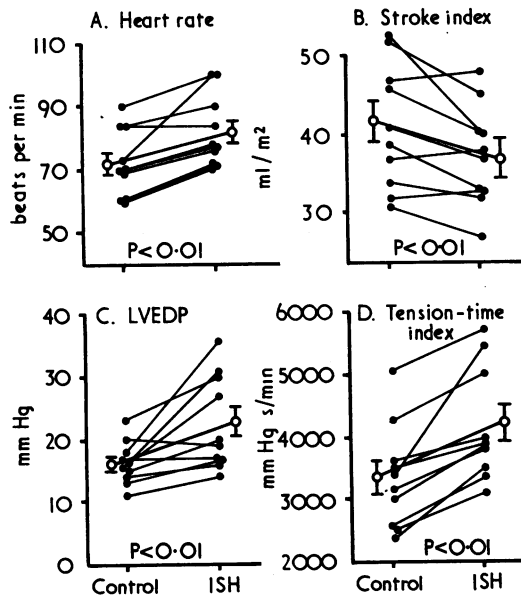 A. Heart rate
110
90
70
50
beats per min
P<0·01
B. Stroke index
50
40
30
ml / m²
P<0·01
C. LVEDP
40
30
20
10
0
mm Hg
P<0·01
Control
ISH
D. Tension-time
index
6000
5000
4000
3000
2000
mm Hg s/min
P<0·01
Control
ISH